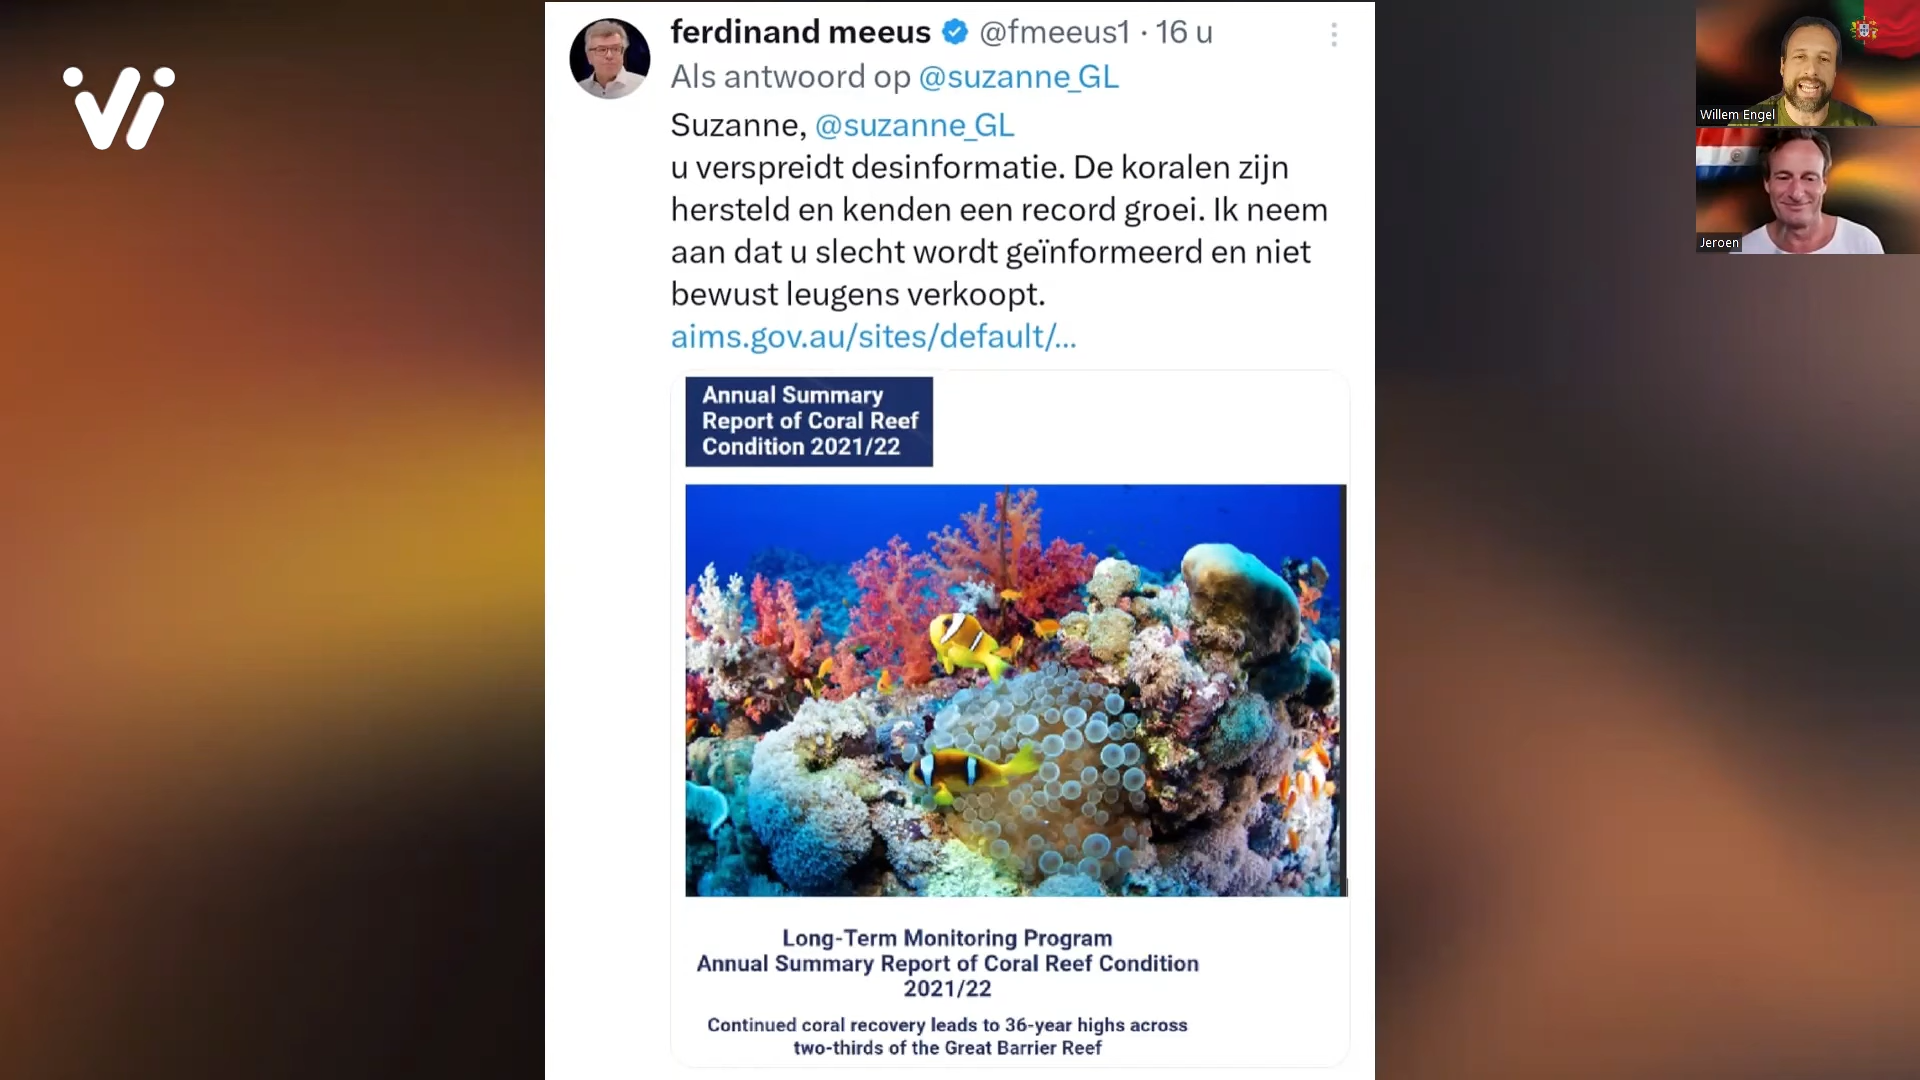 ferdinand meeus @fmeeus1 · 16 u
Als antwoord op @suzanne_GL
Suzanne, @suzanne_GL
u verspreidt desinformatie. De koralen zijn
hersteld en kenden een record groei. Ik neem
aan dat u slecht wordt geïnformeerd en niet
bewust leugens verkoopt.
aims.gov.au/sites/default/...
Annual Summary
Report of Coral Reef
Condition 2021/22
Long-Term Monitoring Program
Annual Summary Report of Coral Reef Condition
2021/22
Continued coral recovery leads to 36-year highs across
two-thirds of the Great Barrier Reef
Willem Engel
Jeroen